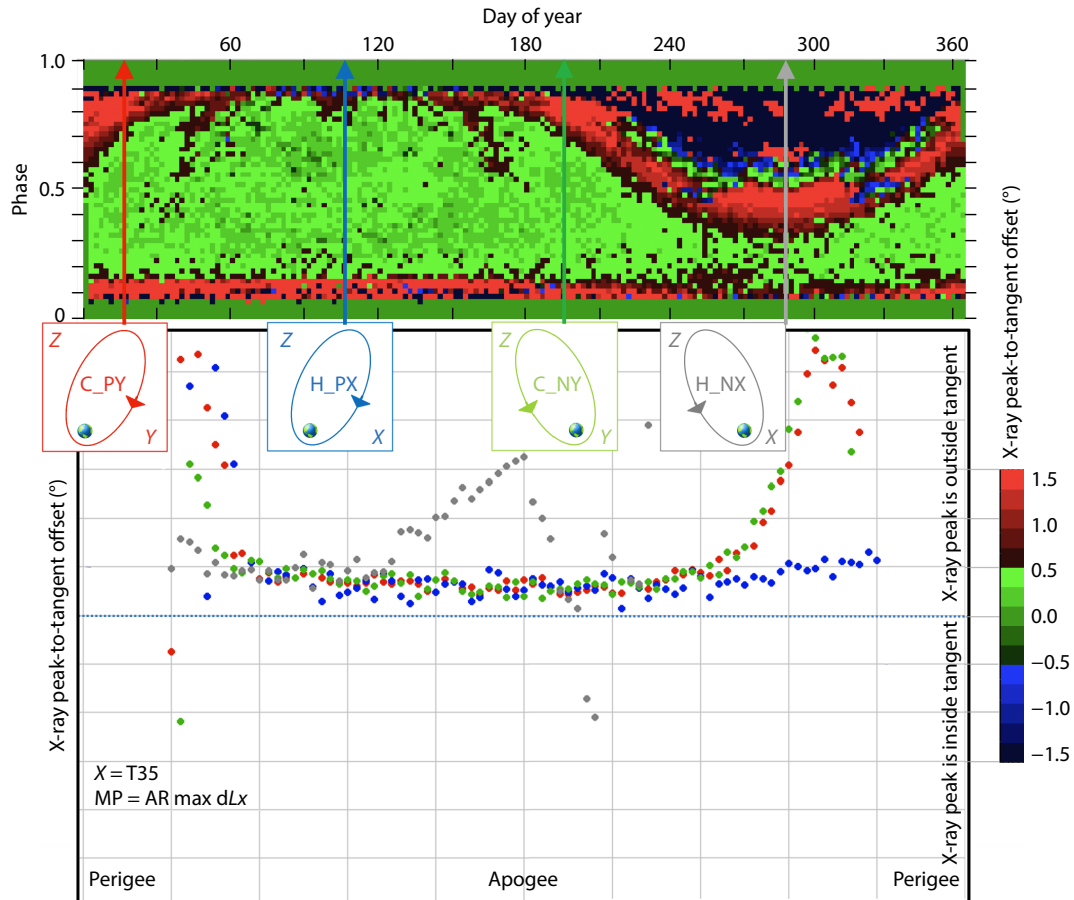 Day of year
60 120 180 240 300 360
1.0
0.5
0
Phase
Z
C_PY
Y
Z
H_PX
X
Z
C_NY
Y
Z
H_NX
X
X-ray peak-to-tangent offset (°)
X-ray peak is outside tangent
X-ray peak is inside tangent
X-ray peak-to-tangent offset (°)
1.5
1.0
0.5
0.0
−0.5
−1.0
−1.5
X = T35
MP = AR max dLx
Perigee Apogee Perigee